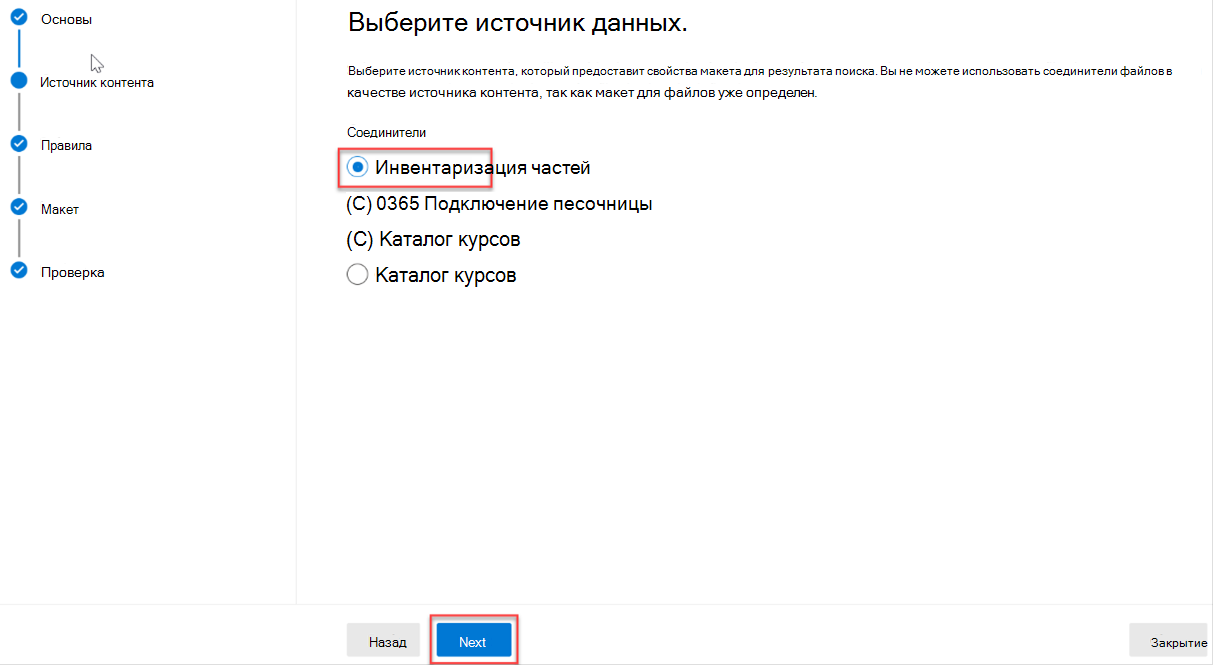 Основы
Источник контента
Правила
Макет
Проверка
Выберите источник данных.
Выберите источник контента, который предоставит свойства макета для результата поиска. Вы не можете использовать соединители файлов в
качестве источника контента, так как макет для файлов уже определен.
Соединители
Инвентаризация частей
(C) 0365 Подключение песочницы
(C) Каталог курсов
Каталог курсов
Назад
Next
Закрытие